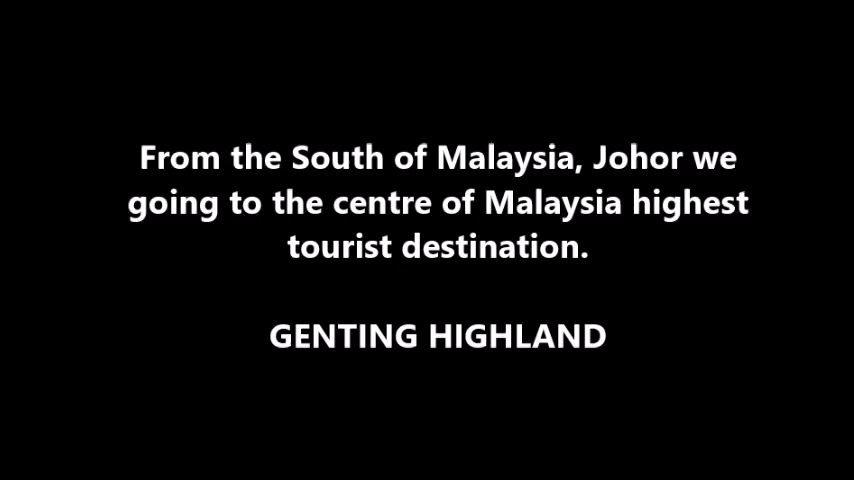 From the South of Malaysia, Johor we
going to the centre of Malaysia highest
tourist destination.
GENTING HIGHLAND